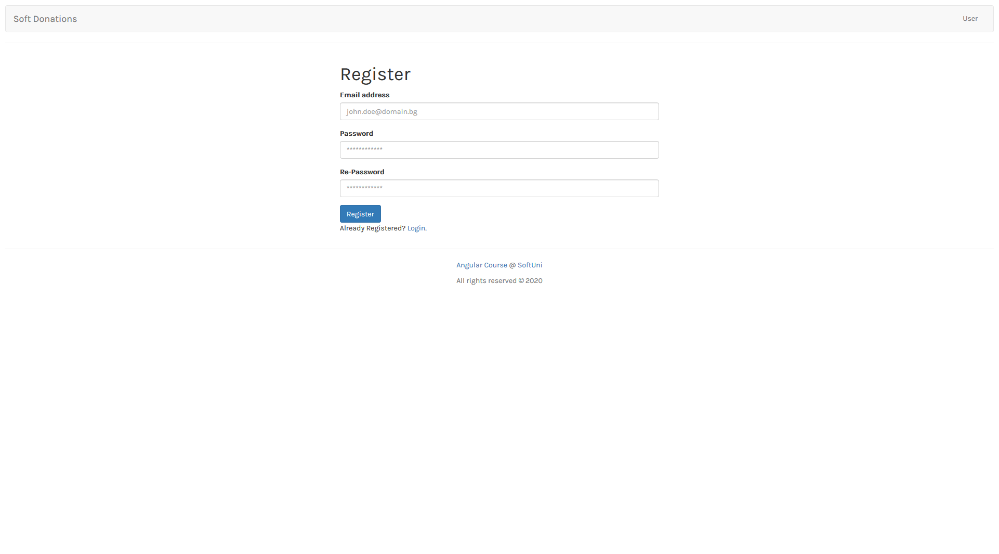 Soft Donations
User
Register
Email address
john.doe@domain.bg
Password
************
Re-Password
************
Register
Already Registered? Login.
Angular Course @ SoftUni
All rights reserved © 2020